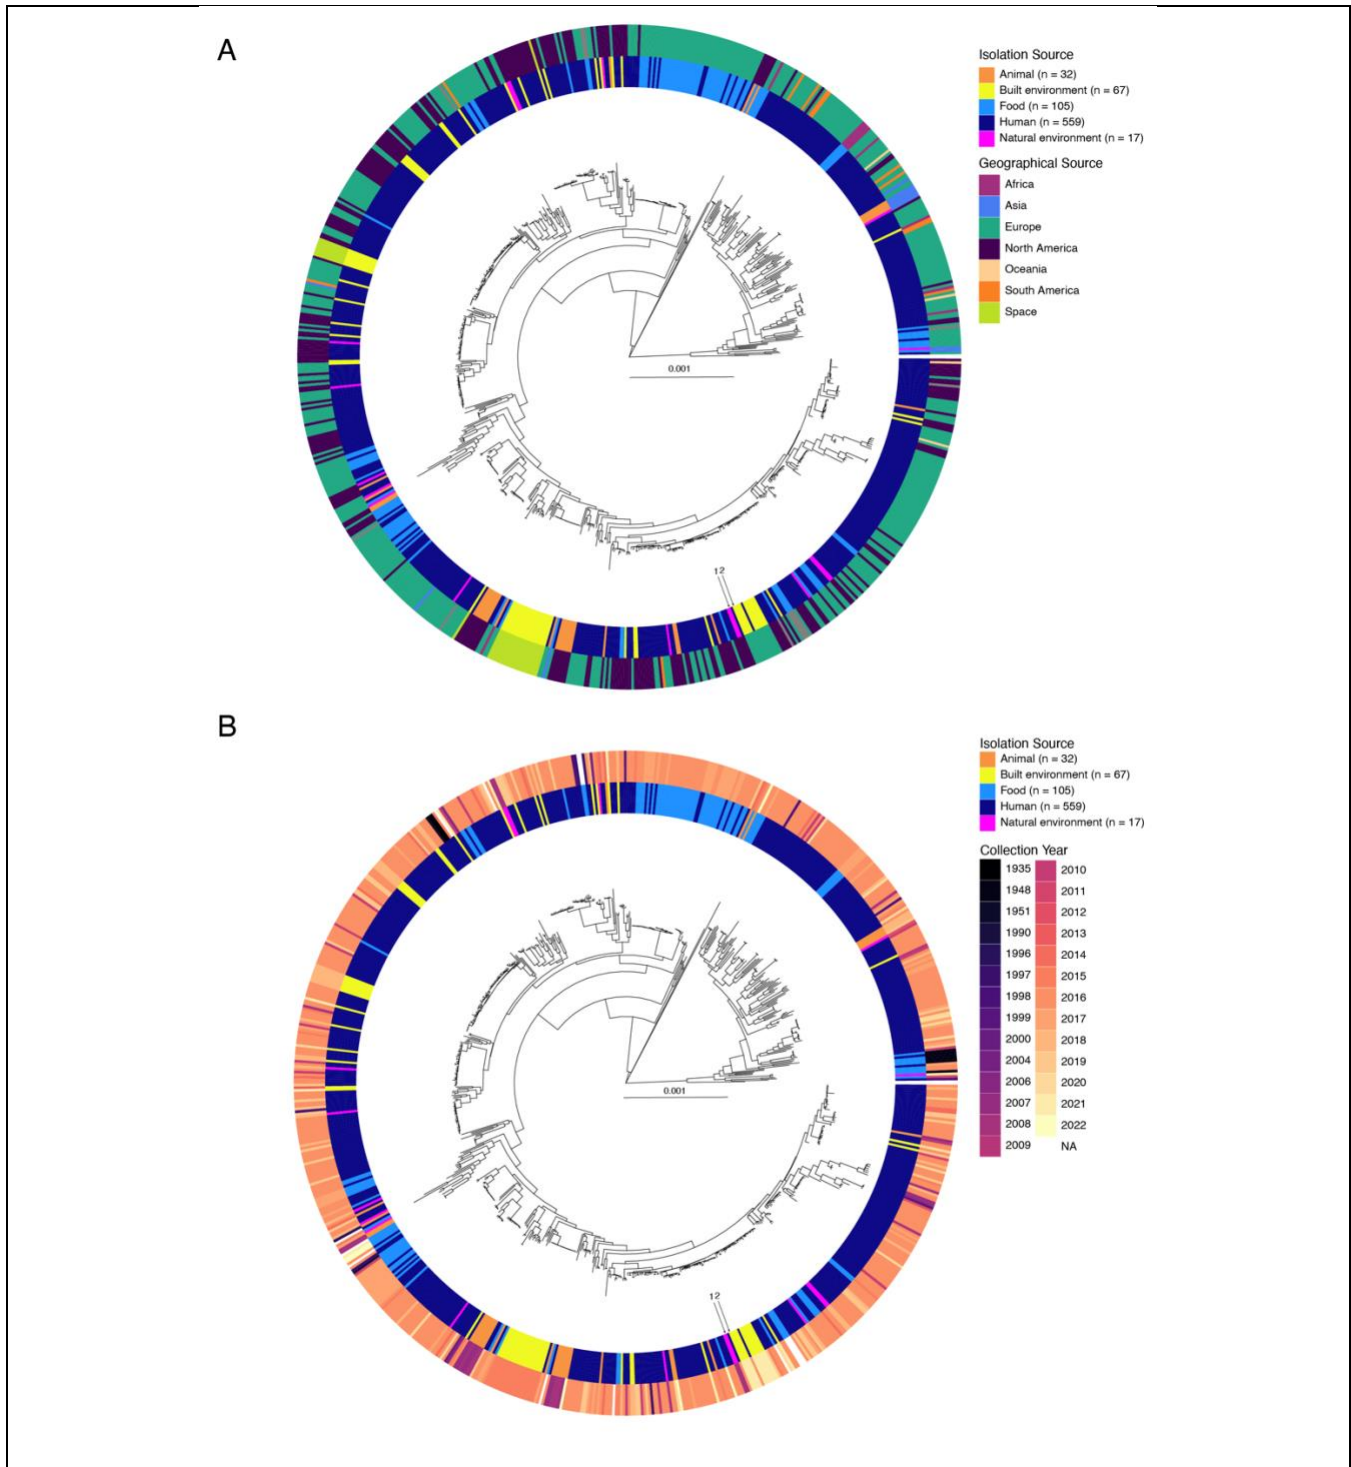 A
Isolation Source
Animal (n = 32)
Built environment (n = 67)
Food (n = 105)
Human (n = 559)
Natural environment (n = 17)
Geographical Source
Africa
Asia
Europe
North America
Oceania
South America
Space
0.001
12
B
Isolation Source
Animal (n = 32)
Built environment (n = 67)
Food (n = 105)
Human (n = 559)
Natural environment (n = 17)
Collection Year
1935 2010
1948 2011
1951 2012
1990 2013
1996 2014
1997 2015
1998 2016
1999 2017
2000 2018
2004 2019
2006 2020
2007 2021
2008 2022
2009 NA
0.001
12